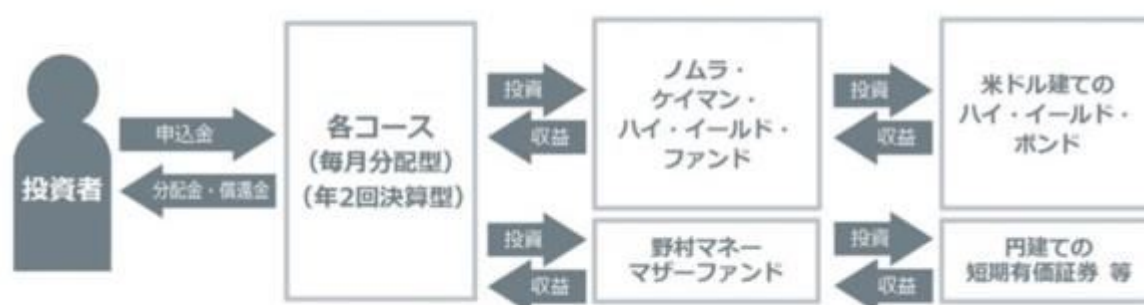 投資者
申込金
分配金・償還金
各コース
（毎月分配型）
（年2回決算型）
投資
収益
ノムラ・
ケイマン・
ハイ・イールド・
ファンド
投資
収益
米ドル建ての
ハイ・イールド・
ボンド
投資
収益
野村マネー
マザーファンド
投資
収益
円建ての
短期有価証券 等